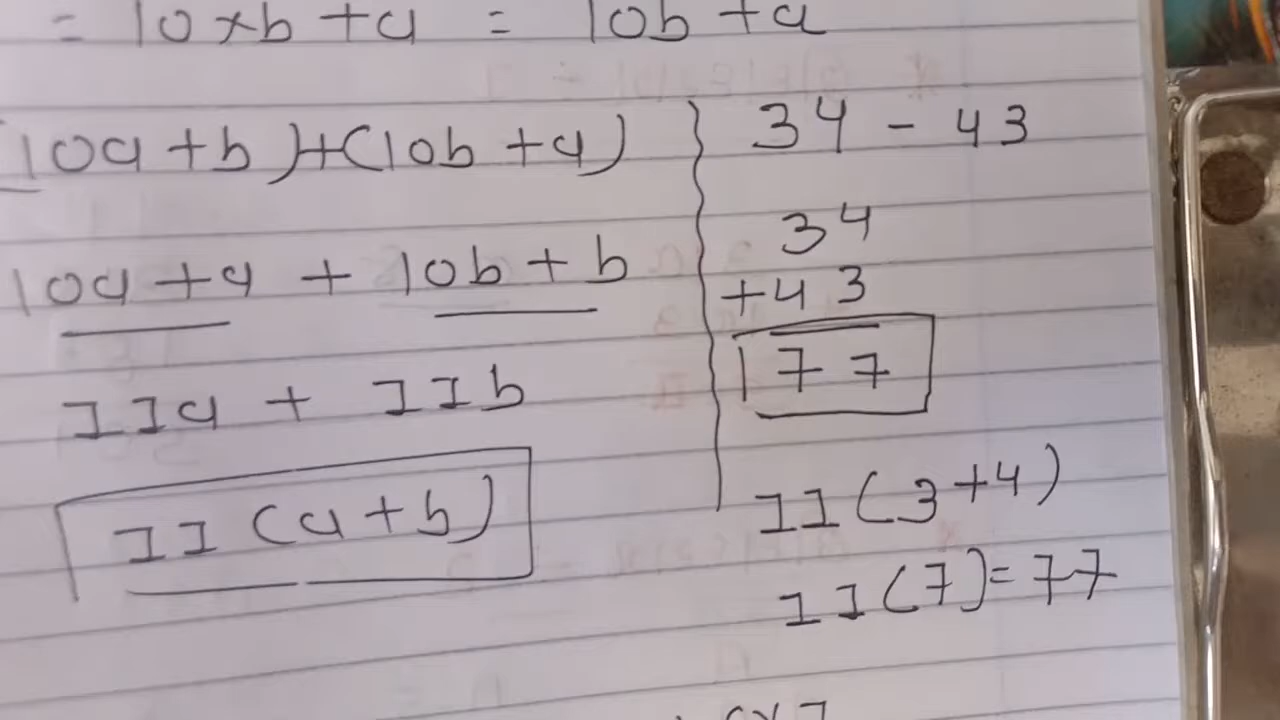 = 10×b + a = 10b + a
(10a + b) + (10b + a)
10a + a + 10b + b
11a + 11b
11(a + b)
34 - 43
34
+43
77
11(3+4)
11(7) = 77